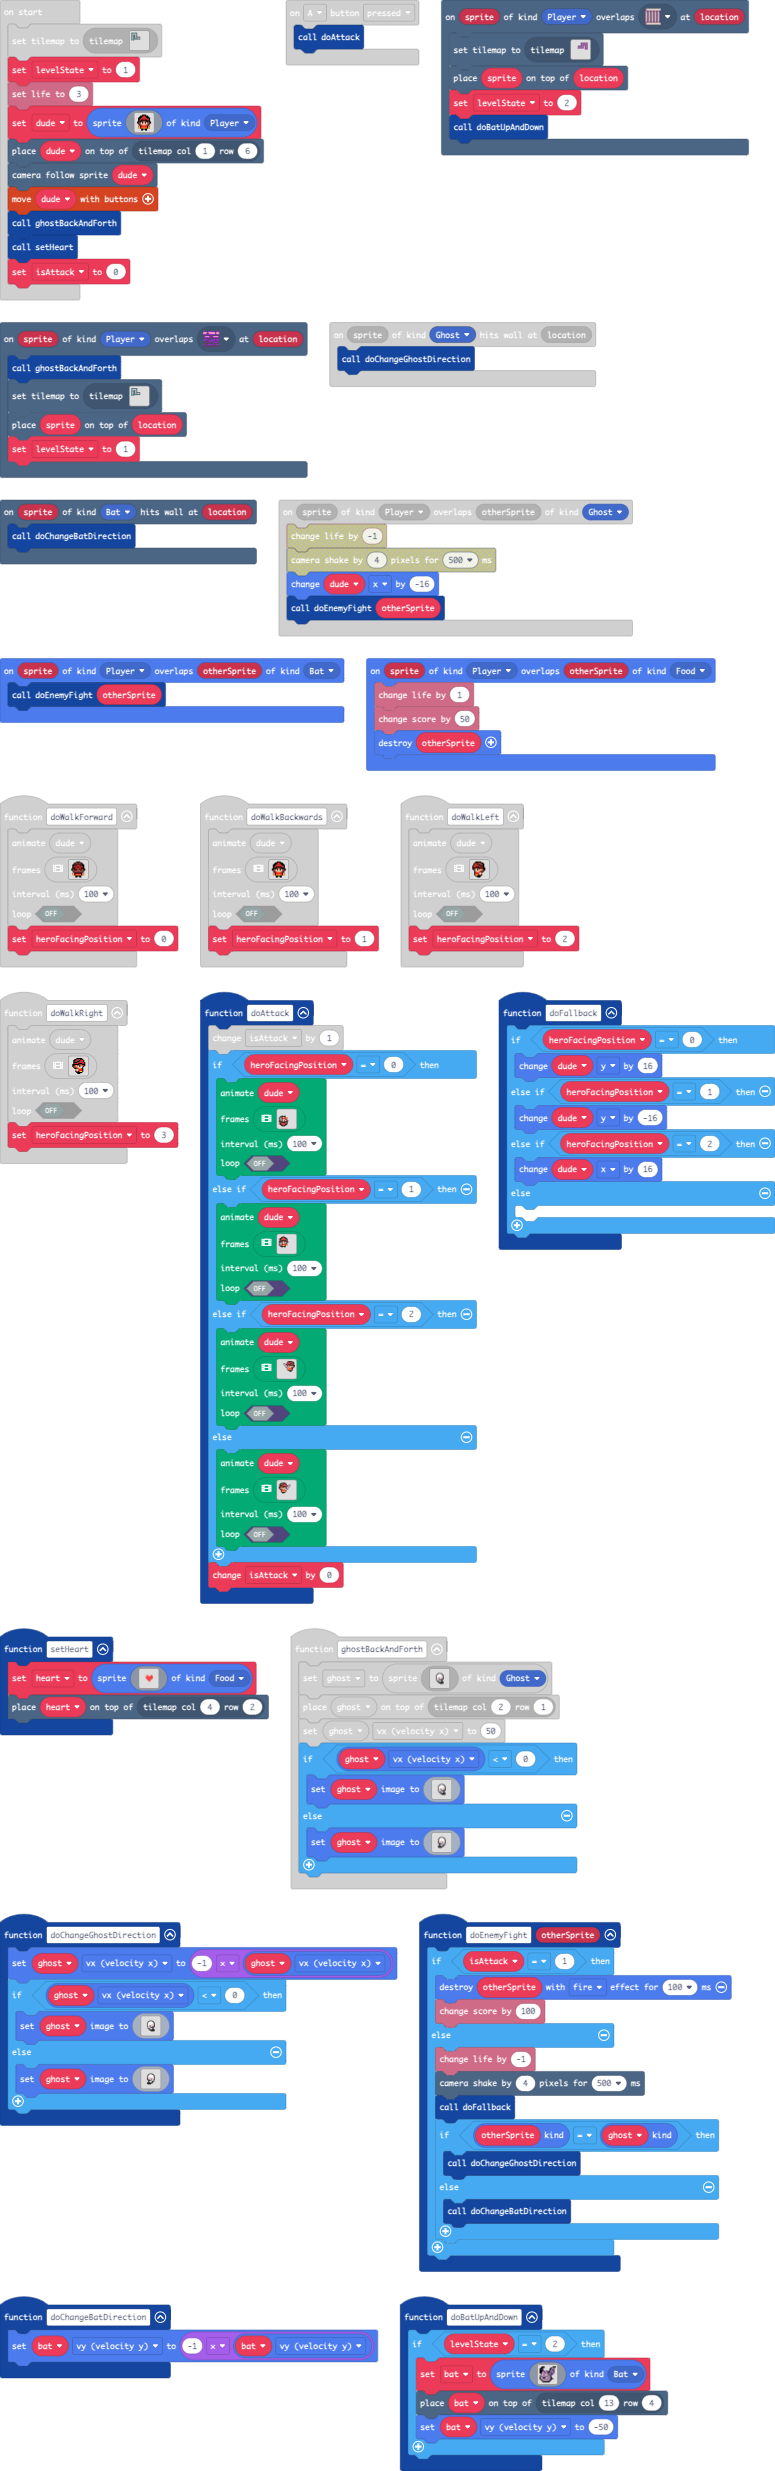 on start
set tilemap to tilemap
set levelState to 1
set life to 3
set dude to sprite of kind Player
place dude on top of tilemap col 1 row 6
camera follow sprite dude
move dude with buttons
call ghostBackAndForth
call setHeart
set isAttack to 0
on A button pressed
call doAttack
on sprite of kind Player overlaps at location
set tilemap to tilemap
place sprite on top of location
set levelState to 2
call doBatUpAndDown
on sprite of kind Player overlaps at location
call ghostBackAndForth
set tilemap to tilemap
place sprite on top of location
set levelState to 1
on sprite of kind Ghost hits wall at location
call doChangeGhostDirection
on sprite of kind Bat hits wall at location
call doChangeBatDirection
on sprite of kind Player overlaps otherSprite of kind Ghost
change life by -1
camera shake by 4 pixels for 500 ms
change dude x by -16
call doEnemyFight otherSprite
on sprite of kind Player overlaps otherSprite of kind Bat
call doEnemyFight otherSprite
on sprite of kind Player overlaps otherSprite of kind Food
change life by 1
change score by 50
destroy otherSprite
function doWalkForward
animate dude
frames
interval (ms) 100
loop OFF
set heroFacingPosition to 0
function doWalkBackwards
animate dude
frames
interval (ms) 100
loop OFF
set heroFacingPosition to 1
function doWalkLeft
animate dude
frames
interval (ms) 100
loop OFF
set heroFacingPosition to 2
function doWalkRight
animate dude
frames
interval (ms) 100
loop OFF
set heroFacingPosition to 3
function doAttack
change isAttack by 1
if heroFacingPosition = 0 then
animate dude
frames
interval (ms) 100
loop OFF
else if heroFacingPosition = 1 then
animate dude
frames
interval (ms) 100
loop OFF
else if heroFacingPosition = 2 then
animate dude
frames
interval (ms) 100
loop OFF
else
animate dude
frames
interval (ms) 100
loop OFF
change isAttack by 0
function doFallback
if heroFacingPosition = 0 then
change dude y by 16
else if heroFacingPosition = 1 then
change dude y by -16
else if heroFacingPosition = 2 then
change dude x by 16
else
function setHeart
set heart to sprite of kind Food
place heart on top of tilemap col 4 row 2
function ghostBackAndForth
set ghost to sprite of kind Ghost
place ghost on top of tilemap col 2 row 1
set ghost vx (velocity x) to 50
if ghost vx (velocity x) < 0 then
set ghost image to
else
set ghost image to
function doChangeGhostDirection
set ghost vx (velocity x) to -1 × ghost vx (velocity x)
if ghost vx (velocity x) < 0 then
set ghost image to
else
set ghost image to
function doEnemyFight otherSprite
if isAttack = 1 then
destroy otherSprite with fire effect for 100 ms
change score by 100
else
change life by -1
camera shake by 4 pixels for 500 ms
call doFallback
if otherSprite kind = ghost kind then
call doChangeGhostDirection
else
call doChangeBatDirection
function doChangeBatDirection
set bat vy (velocity y) to -1 × bat vy (velocity y)
function doBatUpAndDown
if levelState = 2 then
set bat to sprite of kind Bat
place bat on top of tilemap col 13 row 4
set bat vy (velocity y) to -50